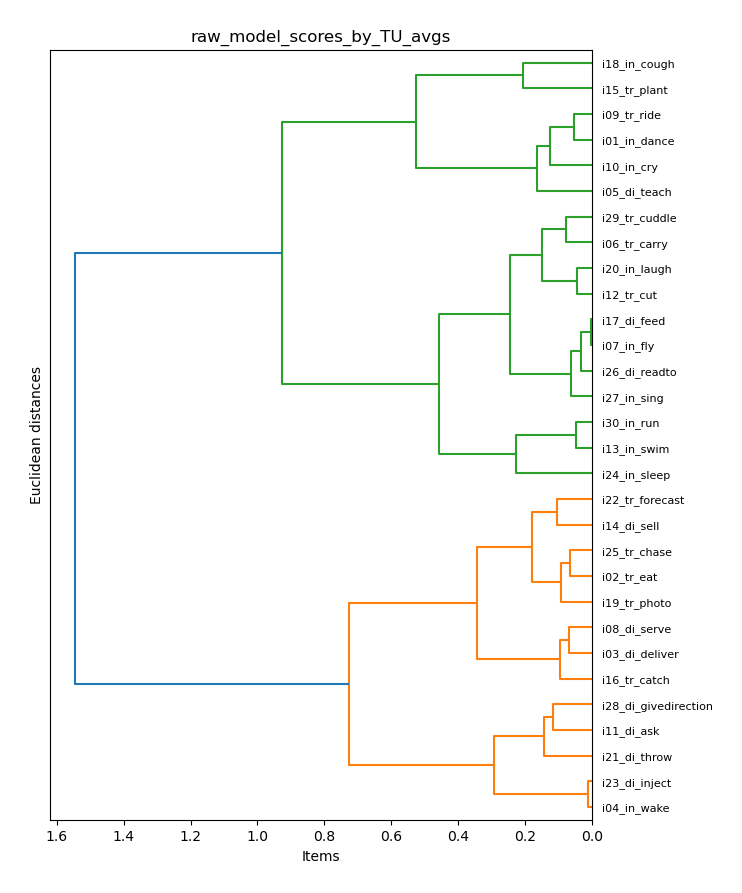 raw_model_scores_by_TU_avgs
i18_in_cough
i15_tr_plant
i09_tr_ride
i01_in_dance
i10_in_cry
i05_di_teach
i29_tr_cuddle
i06_tr_carry
i20_in_laugh
i12_tr_cut
i17_di_feed
i07_in_fly
i26_di_readto
i27_in_sing
i30_in_run
i13_in_swim
i24_in_sleep
i22_tr_forecast
i14_di_sell
i25_tr_chase
i02_tr_eat
i19_tr_photo
i08_di_serve
i03_di_deliver
i16_tr_catch
i28_di_givedirection
i11_di_ask
i21_di_throw
i23_di_inject
i04_in_wake
Euclidean distances
1.6 1.4 1.2 1.0 0.8 0.6 0.4 0.2 0.0
Items